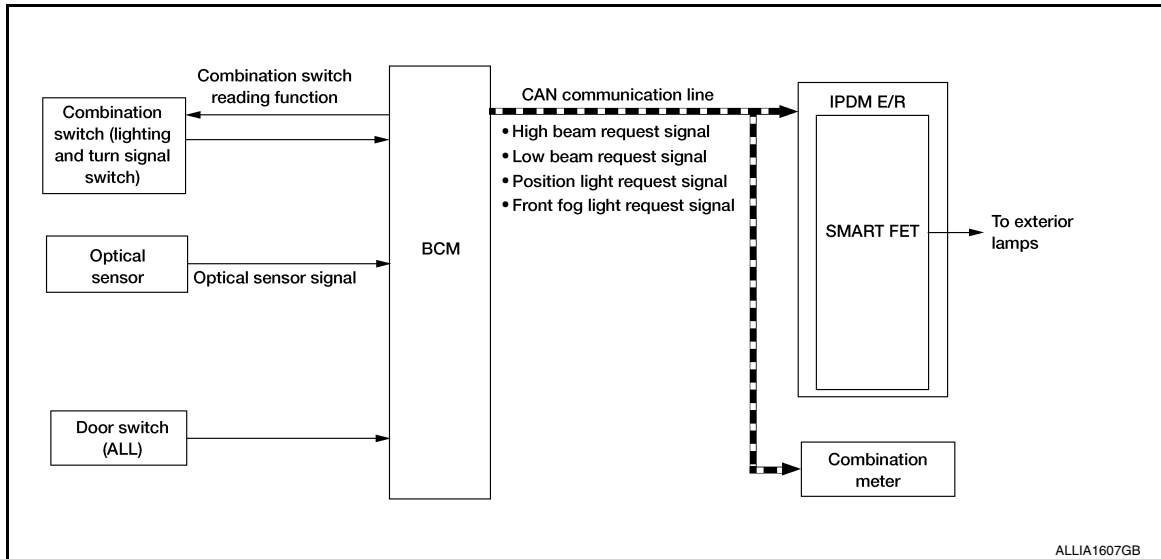 Combination switch
reading function
Combination
switch (lighting
and turn signal
switch)
Optical
sensor
Optical sensor signal
Door switch
(ALL)
BCM
CAN communication line
• High beam request signal
• Low beam request signal
• Position light request signal
• Front fog light request signal
IPDM E/R
SMART FET
To exterior
lamps
Combination
meter
ALLIA1607GB